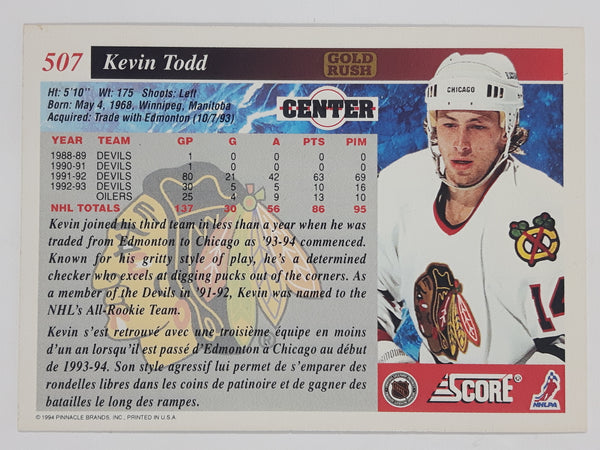 507 Kevin Todd GOLD RUSH
Ht: 5'10" Wt: 175 Shoots: Left
Born: May 4, 1968, Winnipeg, Manitoba
Acquired: Trade with Edmonton (10/7/93)
CENTER
CHICAGO
YEAR TEAM GP G A PTS PIM
1988-89 DEVILS 1 0 0 0 0
1990-91 DEVILS 1 0 0 0 0
1991-92 DEVILS 80 21 42 63 69
1992-93 DEVILS 30 5 5 10 16
OILERS 25 4 9 13 10
NHL TOTALS 137 30 56 86 95
Kevin joined his third team in less than a year when he was
traded from Edmonton to Chicago as '93-94 commenced.
Known for his gritty style of play, he's a determined
checker who excels at digging pucks out of the corners. As
a member of the Devils in '91-92, Kevin was named to the
NHL's All-Rookie Team.
Kevin s'est retrouvé avec une troisième équipe en moins
d'un an lorsqu'il est passé d'Edmonton à Chicago au début
de 1993-94. Son style agressif lui permet de s'emparer de
rondelles libres dans les coins de patinoire et de gagner des
batailles le long des rampes.
14
NHL
SCORE®
NHLPA
© 1994 PINNACLE BRANDS, INC., PRINTED IN U.S.A.